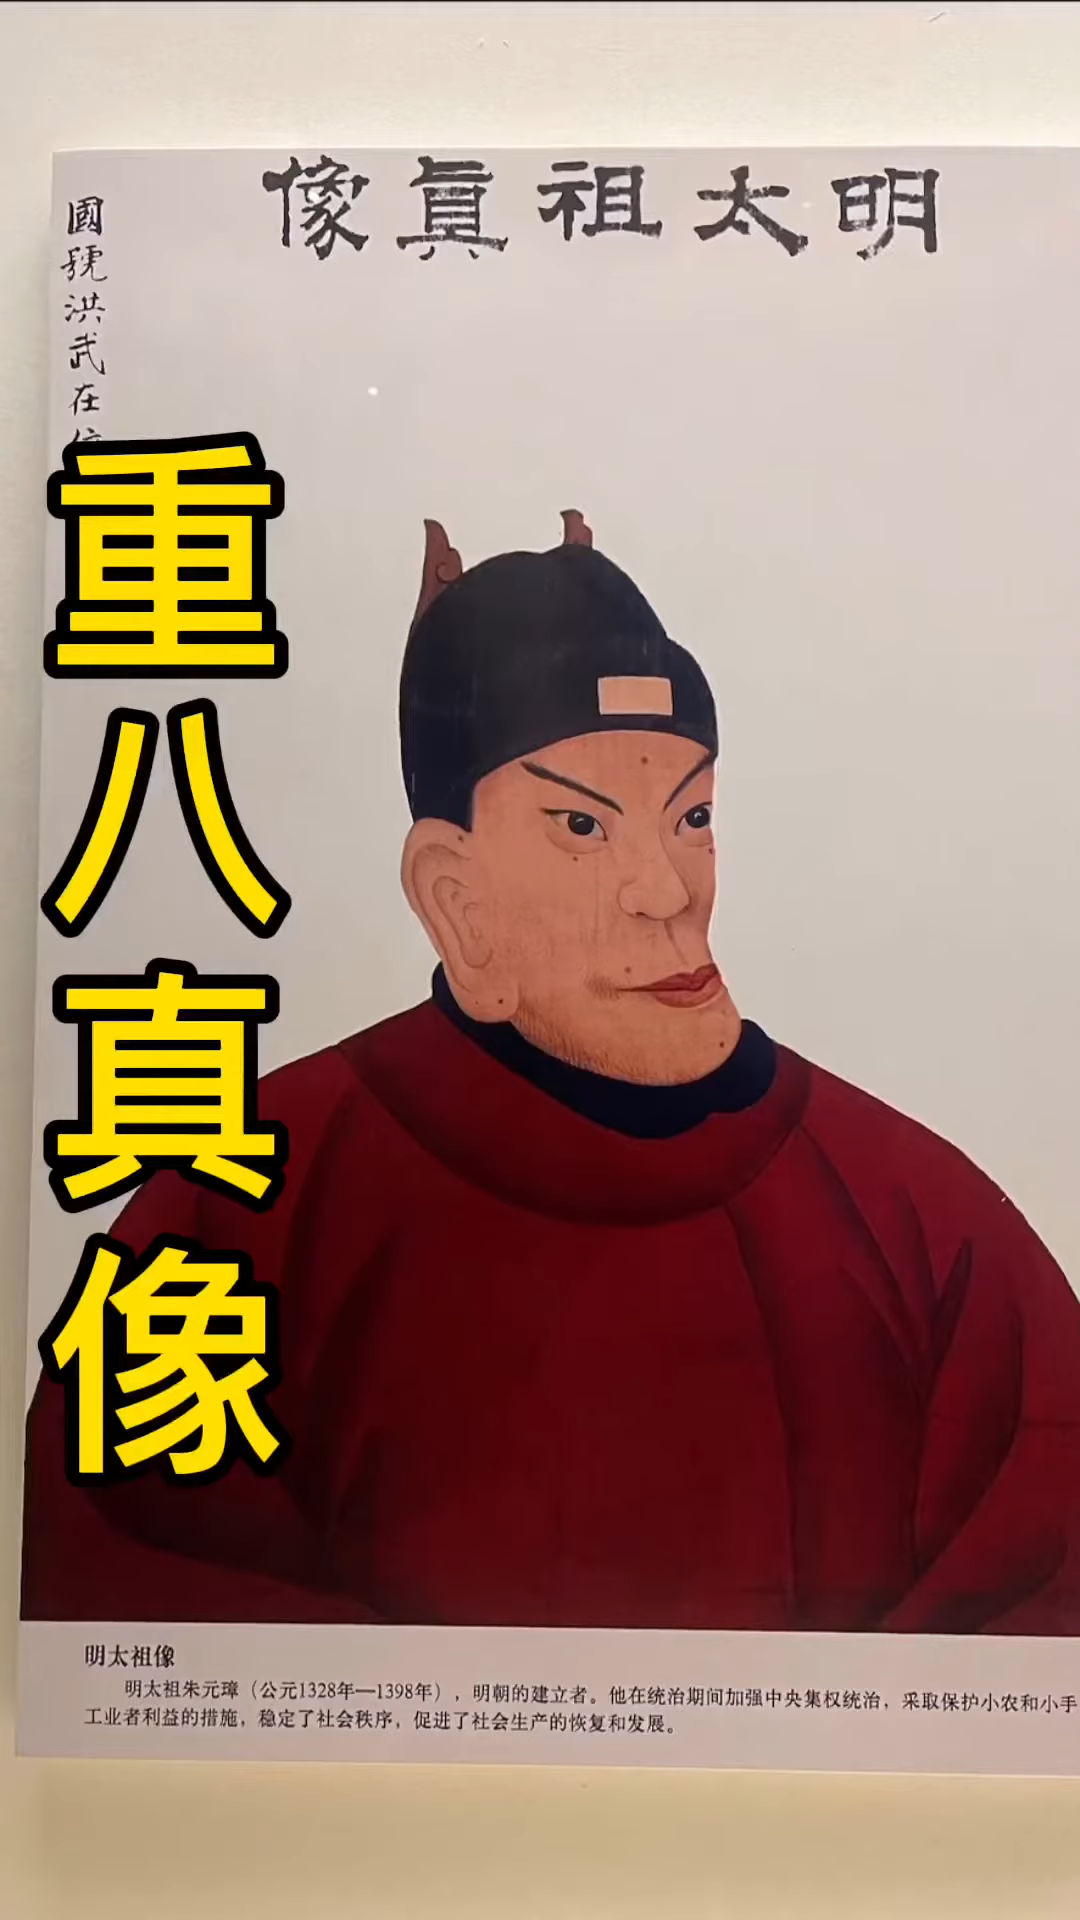 明太祖真像
國號洪武在
重八真像
明太祖像
明太祖朱元璋（公元1328年—1398年），明朝的建立者。他在统治期间加强中央集权统治，采取保护小农和小手
工业者利益的措施，稳定了社会秩序，促进了社会生产的恢复和发展。